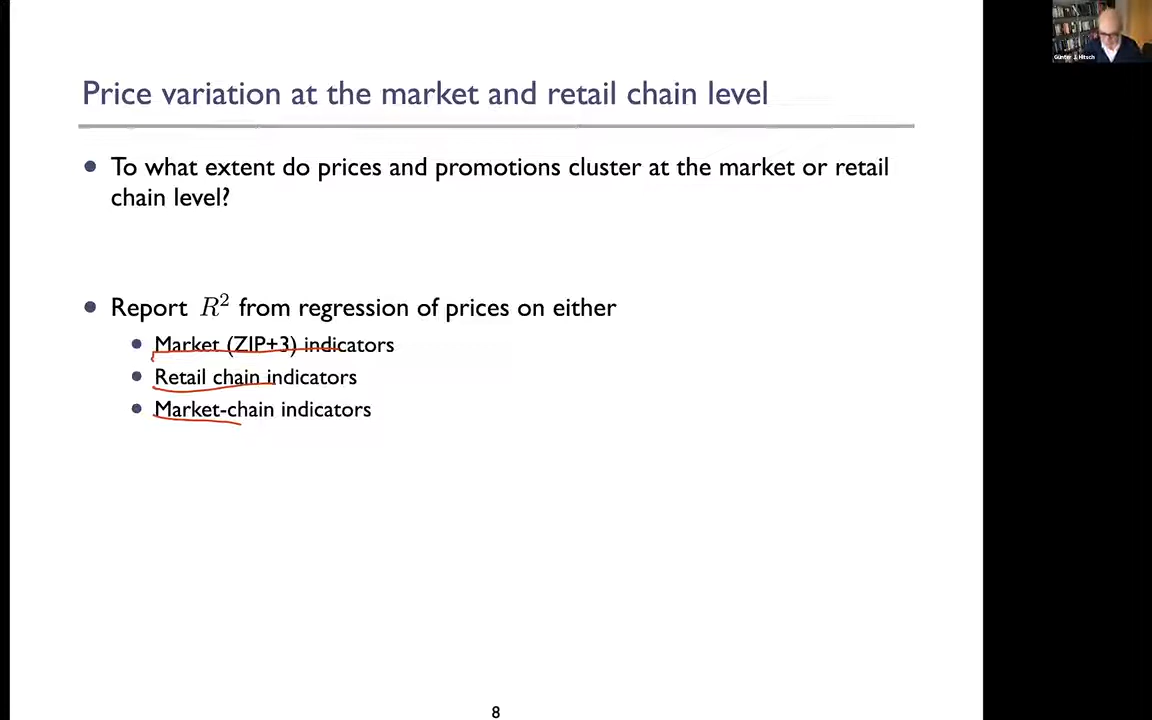 Price variation at the market and retail chain level
To what extent do prices and promotions cluster at the market or retail
chain level?
Report R² from regression of prices on either
Market (ZIP+3) indicators
Retail chain indicators
Market-chain indicators
8
Günter J. Hitsch